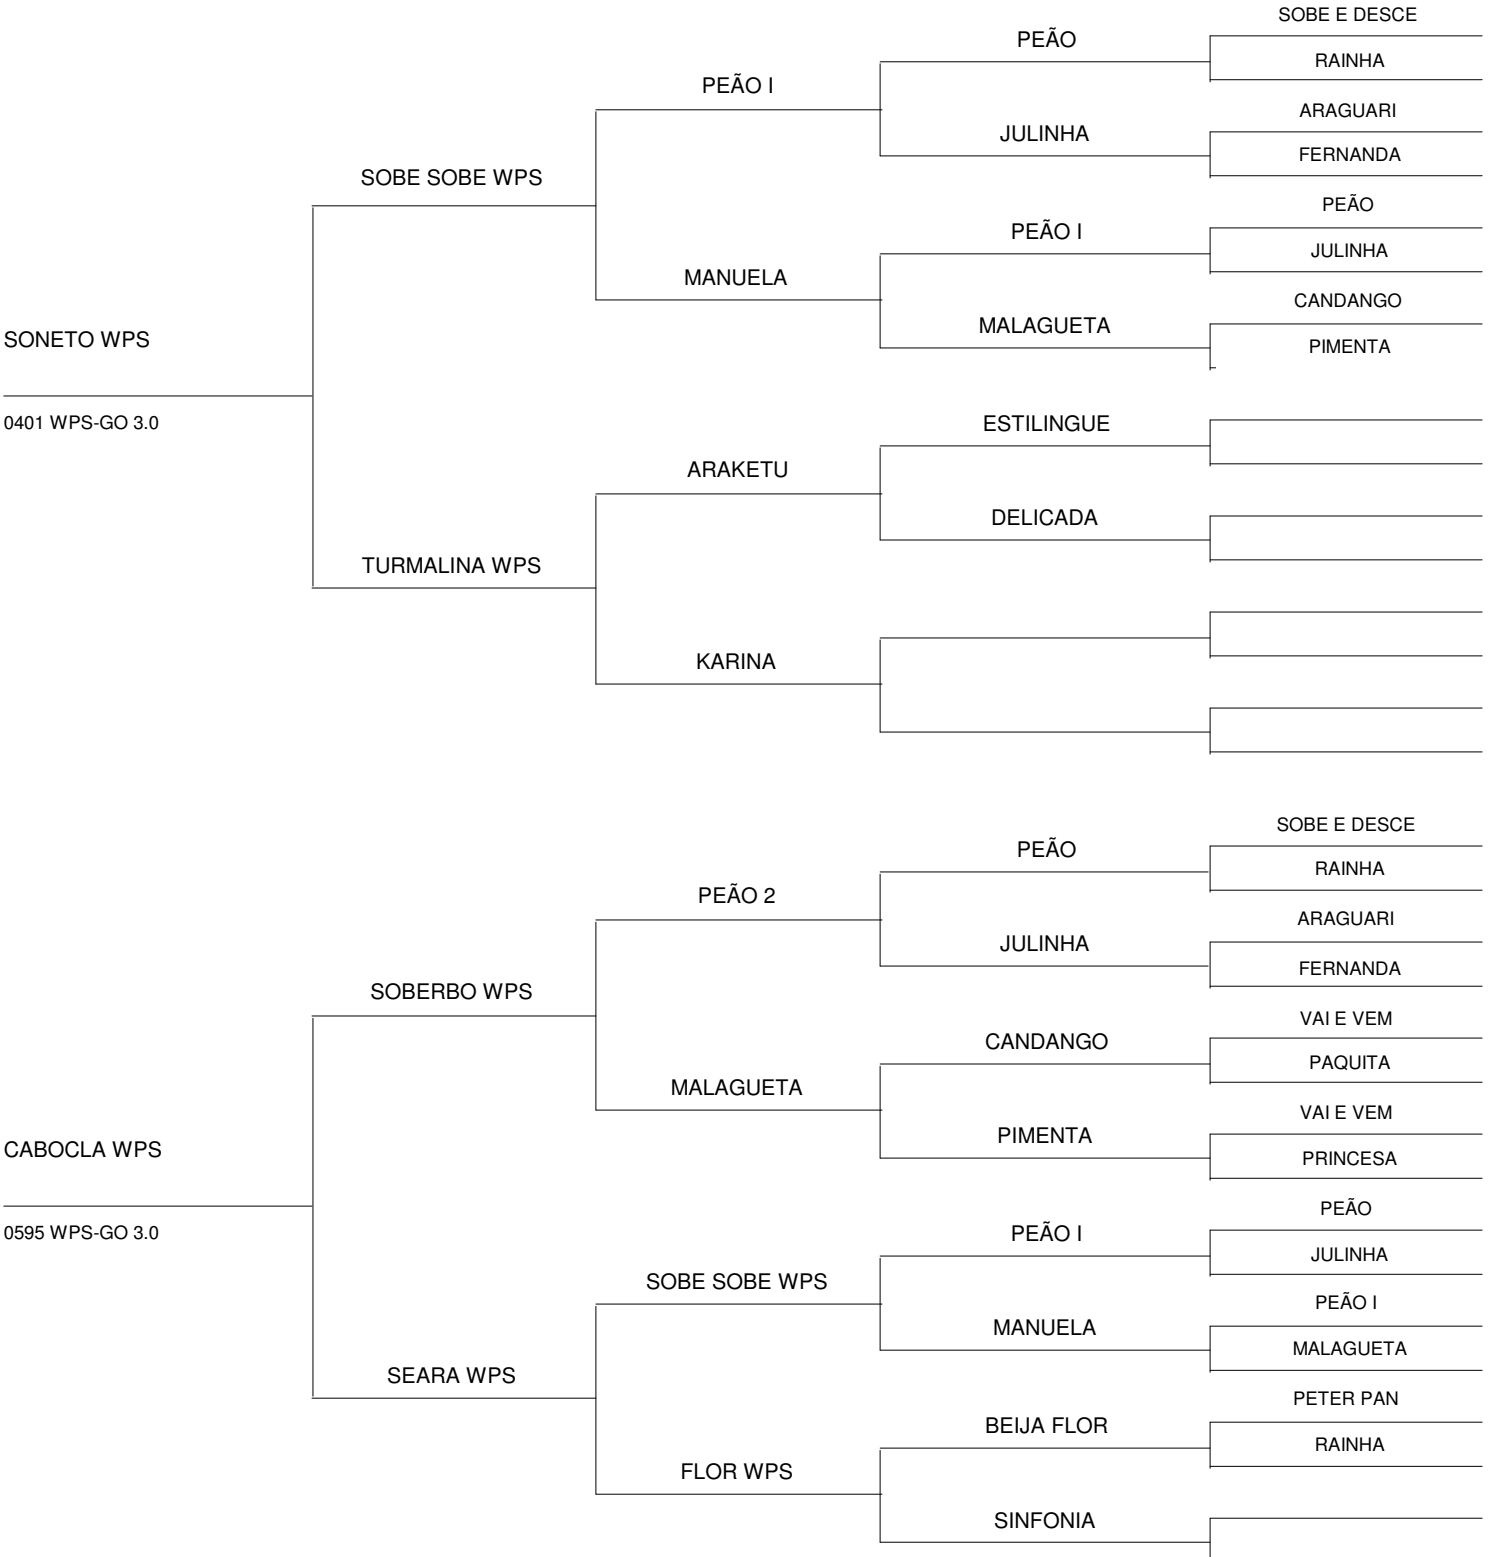 SOBE E DESCE
PEÃO
RAINHA
PEÃO I
ARAGUARI
JULINHA
FERNANDA
SOBE SOBE WPS
PEÃO
PEÃO I
JULINHA
MANUELA
CANDANGO
MALAGUETA
SONETO WPS
PIMENTA
0401 WPS-GO 3.0
ESTILINGUE
ARAKETU
DELICADA
TURMALINA WPS
KARINA
SOBE E DESCE
PEÃO
RAINHA
PEÃO 2
ARAGUARI
JULINHA
FERNANDA
SOBERBO WPS
VAI E VEM
CANDANGO
PAQUITA
MALAGUETA
VAI E VEM
PIMENTA
CABOCLA WPS
PRINCESA
PEÃO
0595 WPS-GO 3.0
PEÃO I
JULINHA
SOBE SOBE WPS
PEÃO I
MANUELA
MALAGUETA
SEARA WPS
PETER PAN
BEIJA FLOR
RAINHA
FLOR WPS
SINFONIA